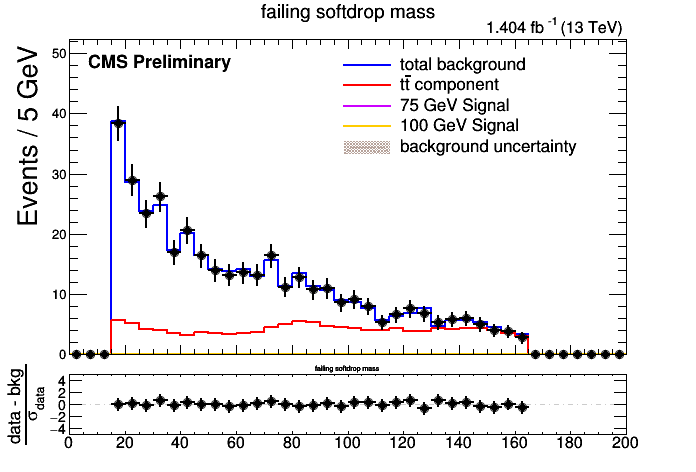 failing softdrop mass
1.404 fb⁻¹ (13 TeV)
CMS Preliminary
total background
tt̄ component
75 GeV Signal
100 GeV Signal
background uncertainty
Events / 5 GeV
50
40
30
20
10
0
failing softdrop mass
data - bkg
σdata
4
2
0
−2
−4
0 20 40 60 80 100 120 140 160 180 200